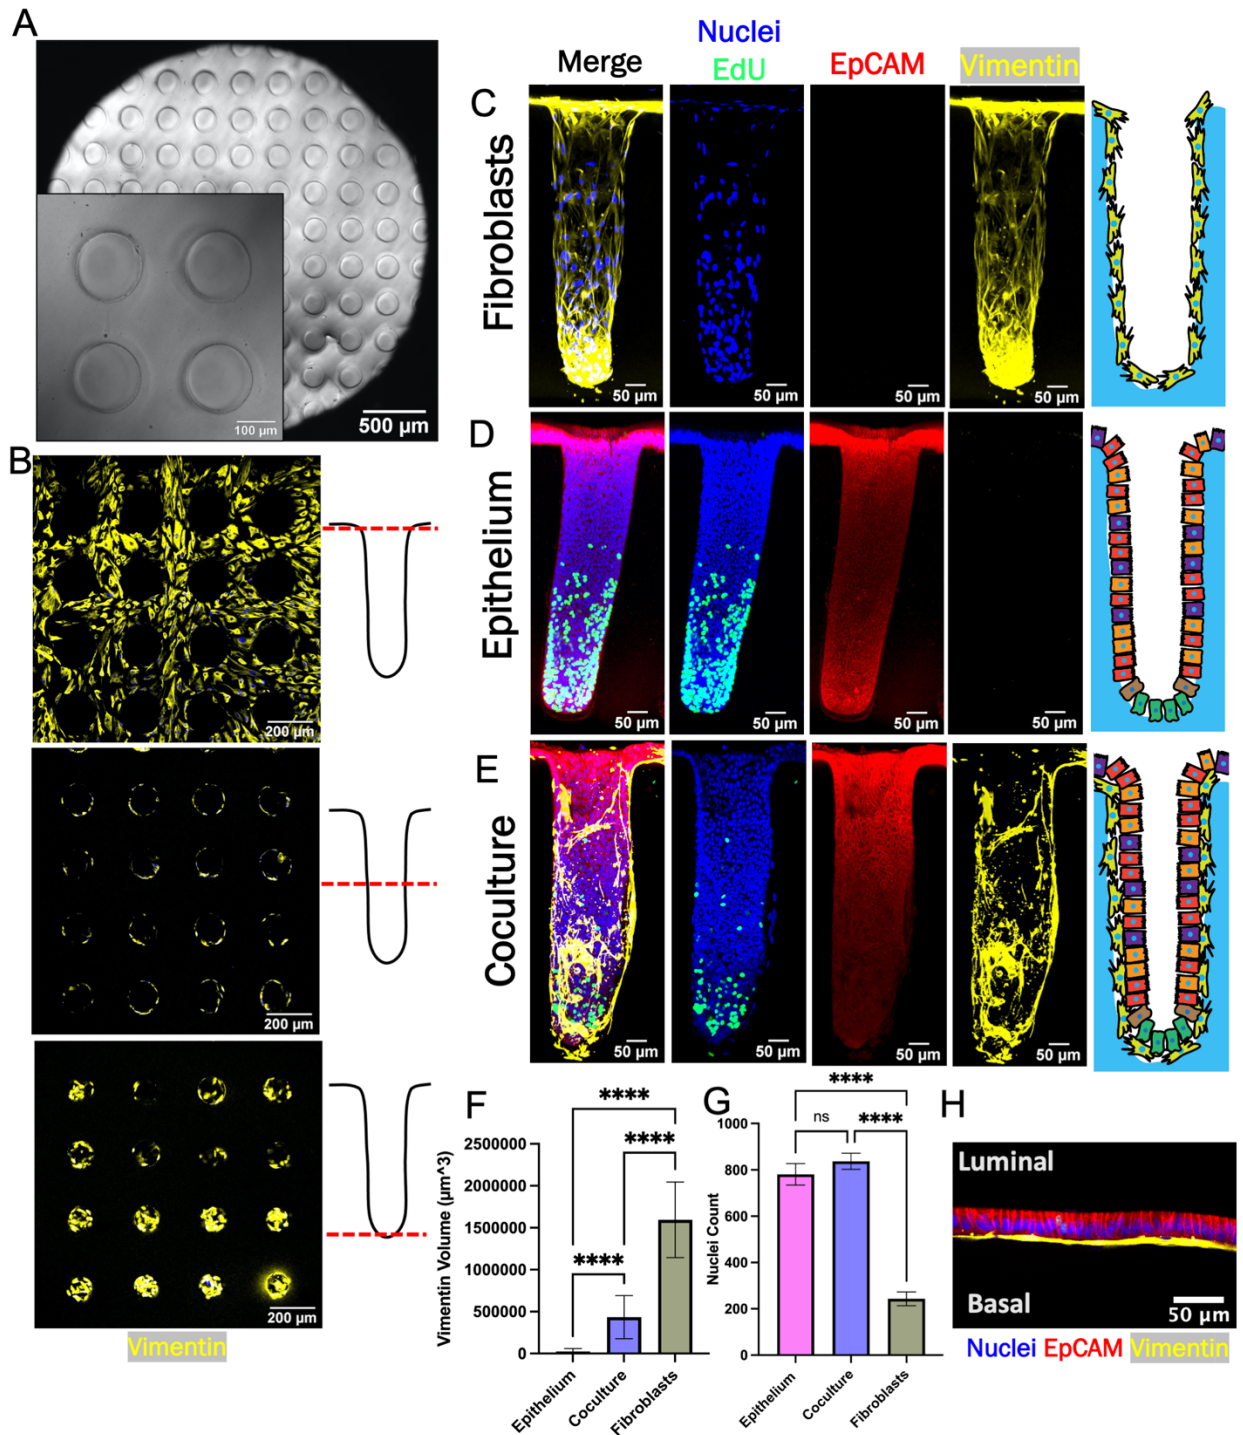 A
500 µm
100 µm
B
200 µm
200 µm
200 µm
Vimentin
Merge
Nuclei
EdU
EpCAM
Vimentin
C
Fibroblasts
50 µm
50 µm
50 µm
50 µm
D
Epithelium
50 µm
50 µm
50 µm
50 µm
E
Coculture
50 µm
50 µm
50 µm
50 µm
F
****
****
****
Vimentin Volume (µm^3)
2500000
2000000
1500000
1000000
500000
0
Epithelium
Coculture
Fibroblasts
G
****
ns
****
Nuclei Count
1000
800
600
400
200
0
Epithelium
Coculture
Fibroblasts
H
Luminal
Basal
50 µm
Nuclei EpCAM Vimentin